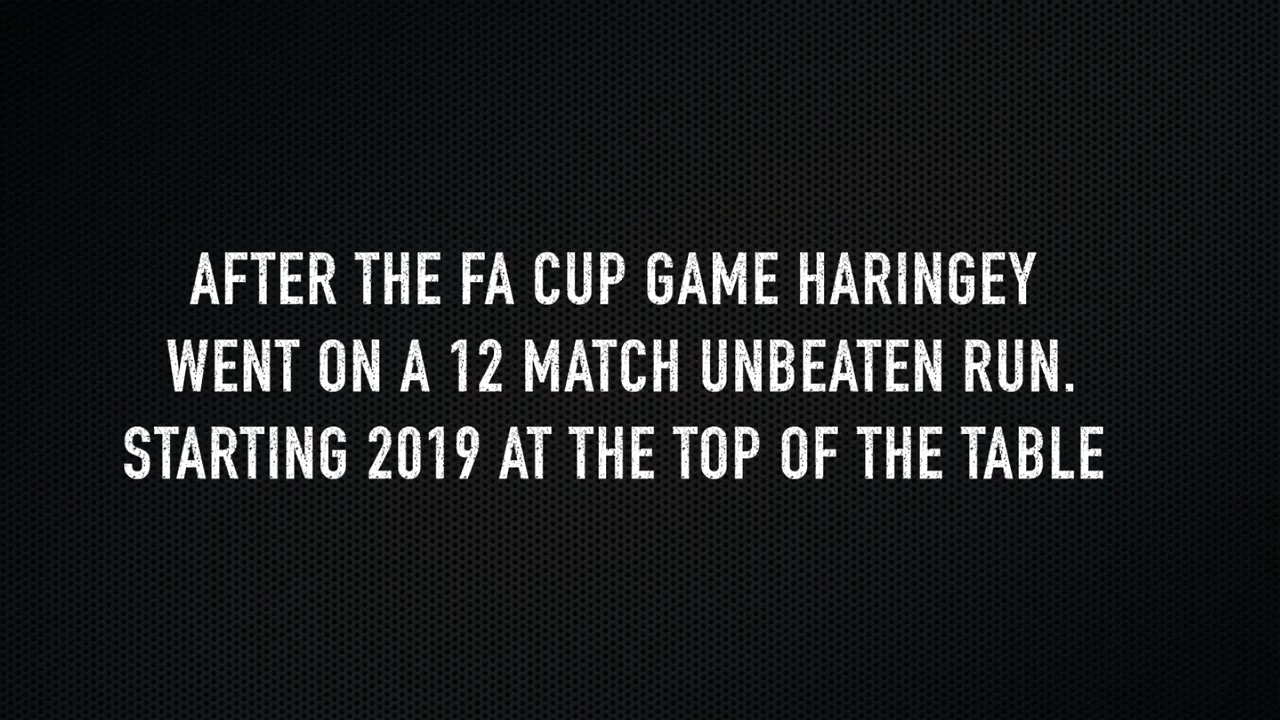 AFTER THE FA CUP GAME HARINGEY
WENT ON A 12 MATCH UNBEATEN RUN.
STARTING 2019 AT THE TOP OF THE TABLE